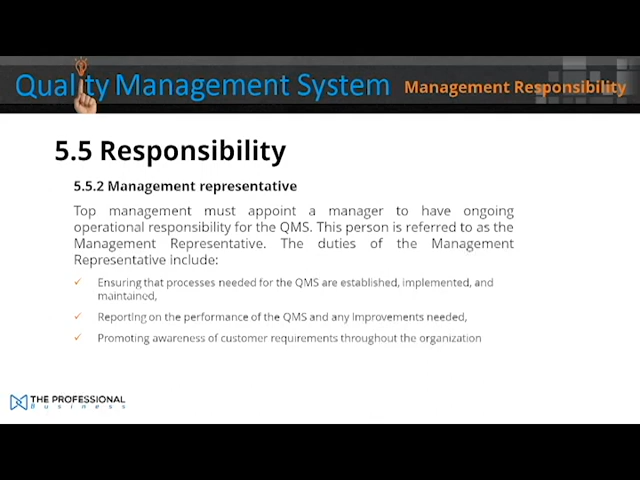 Quality Management System Management Responsibility
5.5 Responsibility
5.5.2 Management representative
Top management must appoint a manager to have ongoing
operational responsibility for the QMS. This person is referred to as the
Management Representative. The duties of the Management
Representative include:
✓ Ensuring that processes needed for the QMS are established, implemented, and
maintained,
✓ Reporting on the performance of the QMS and any improvements needed,
✓ Promoting awareness of customer requirements throughout the organization
THE PROFESSIONAL
Business